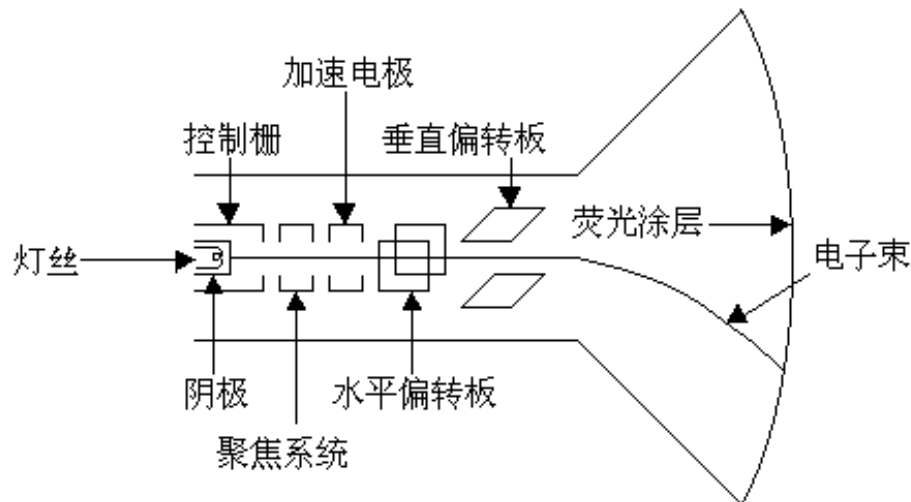 加速电极
控制栅
垂直偏转板
荧光涂层
电子束
灯丝
阴极
水平偏转板
聚焦系统